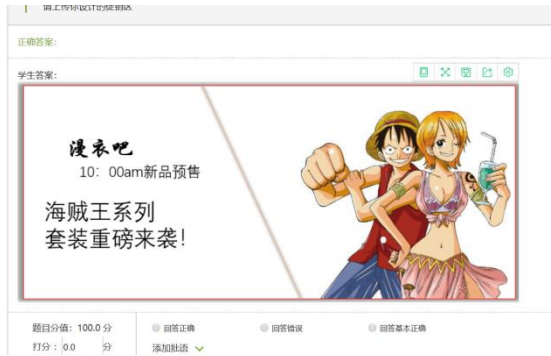 请上传你设计的促销区
正确答案:
学生答案:
漫衣吧
10：00am新品预售
海贼王系列
套装重磅来袭!
题目分值: 100.0 分
回答正确
回答错误
回答基本正确
打分: 0.0 分
添加批语